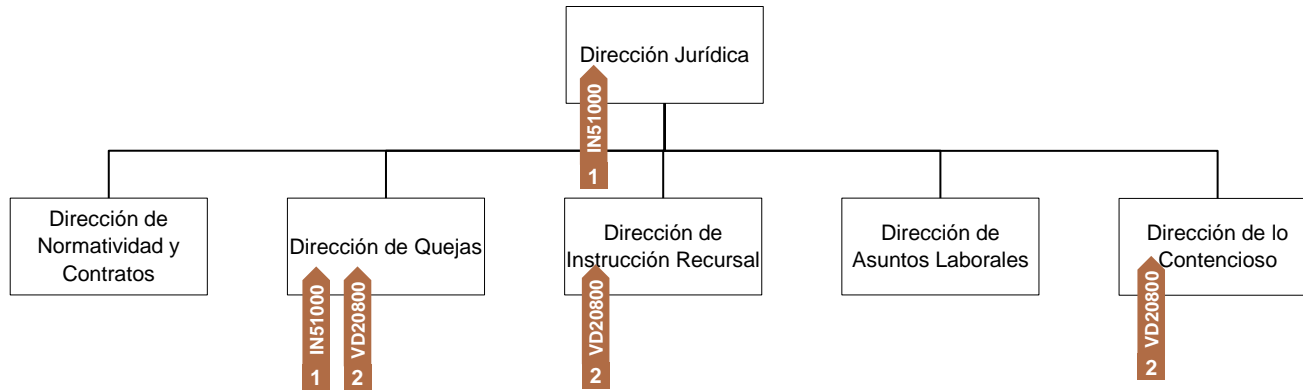 Dirección Jurídica
IN51000
1
Dirección de
Normatividad y
Contratos
Dirección de Quejas
IN51000
1
VD20800
2
Dirección de
Instrucción Recursal
VD20800
2
Dirección de
Asuntos Laborales
Dirección de lo
Contencioso
VD20800
2